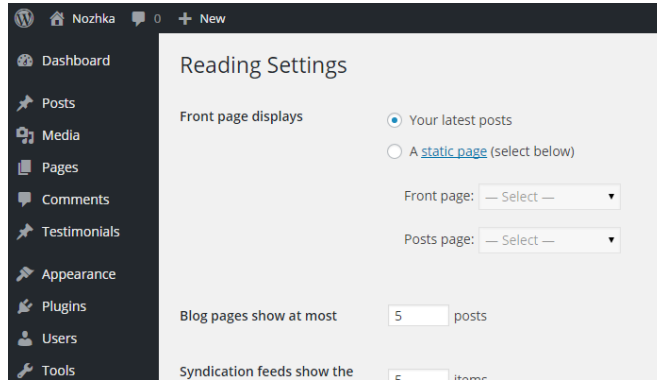 Nozhka 0 + New
Dashboard
Posts
Media
Pages
Comments
Testimonials
Appearance
Plugins
Users
Tools
Reading Settings
Front page displays
Your latest posts
A static page (select below)
Front page: — Select —
Posts page: — Select —
Blog pages show at most 5 posts
Syndication feeds show the 5 items